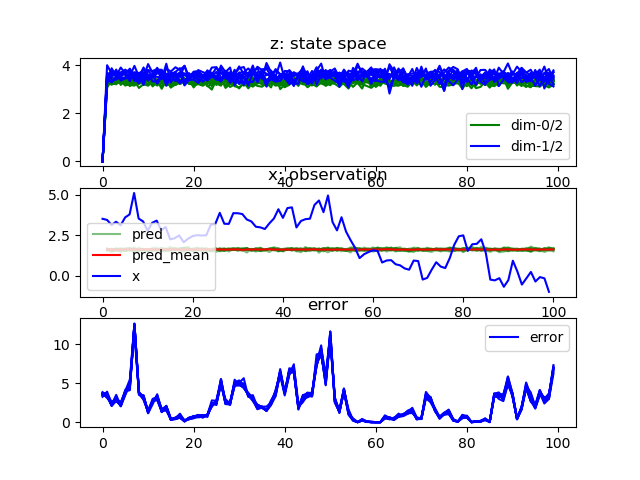 z: state space
4
2
0
dim-0/2
dim-1/2
0 20 40 60 80 100
x: observation
5.0
2.5
0.0
pred
pred_mean
x
0 20 40 60 80 100
error
10
5
0
error
0 20 40 60 80 100